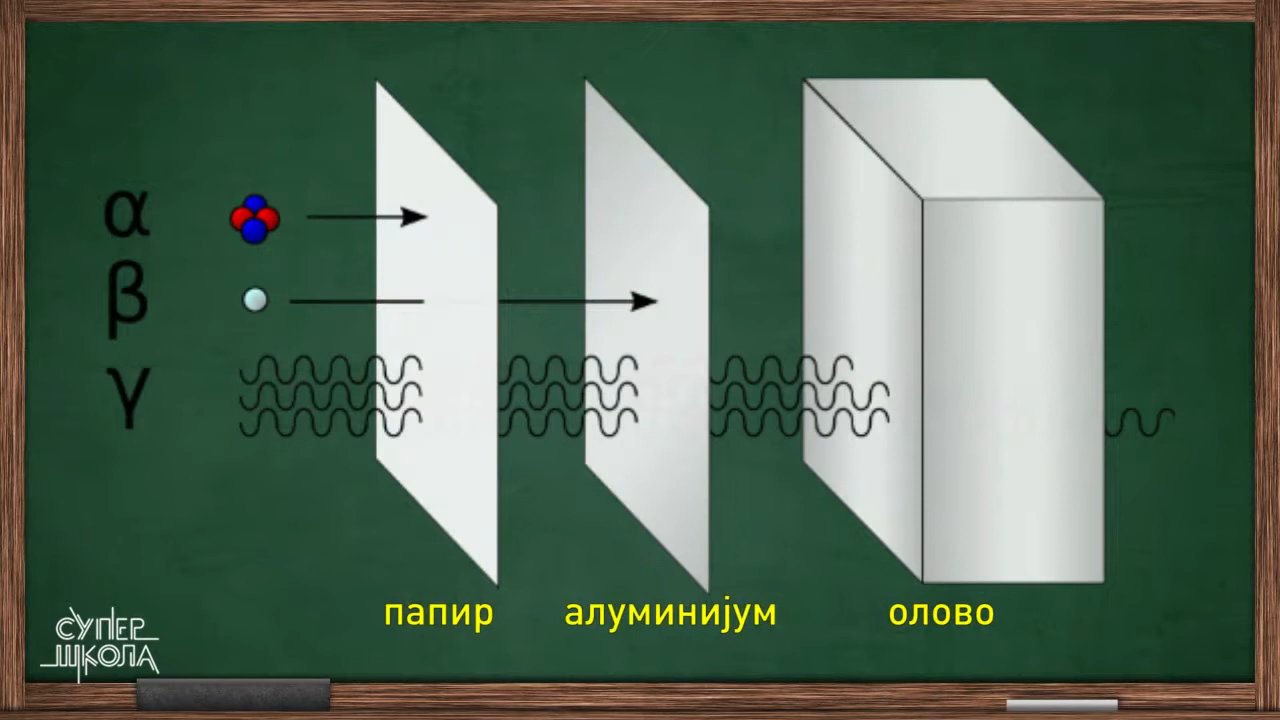 α
β
γ
папир алуминијум олово
СУПЕР
ШКОЛА